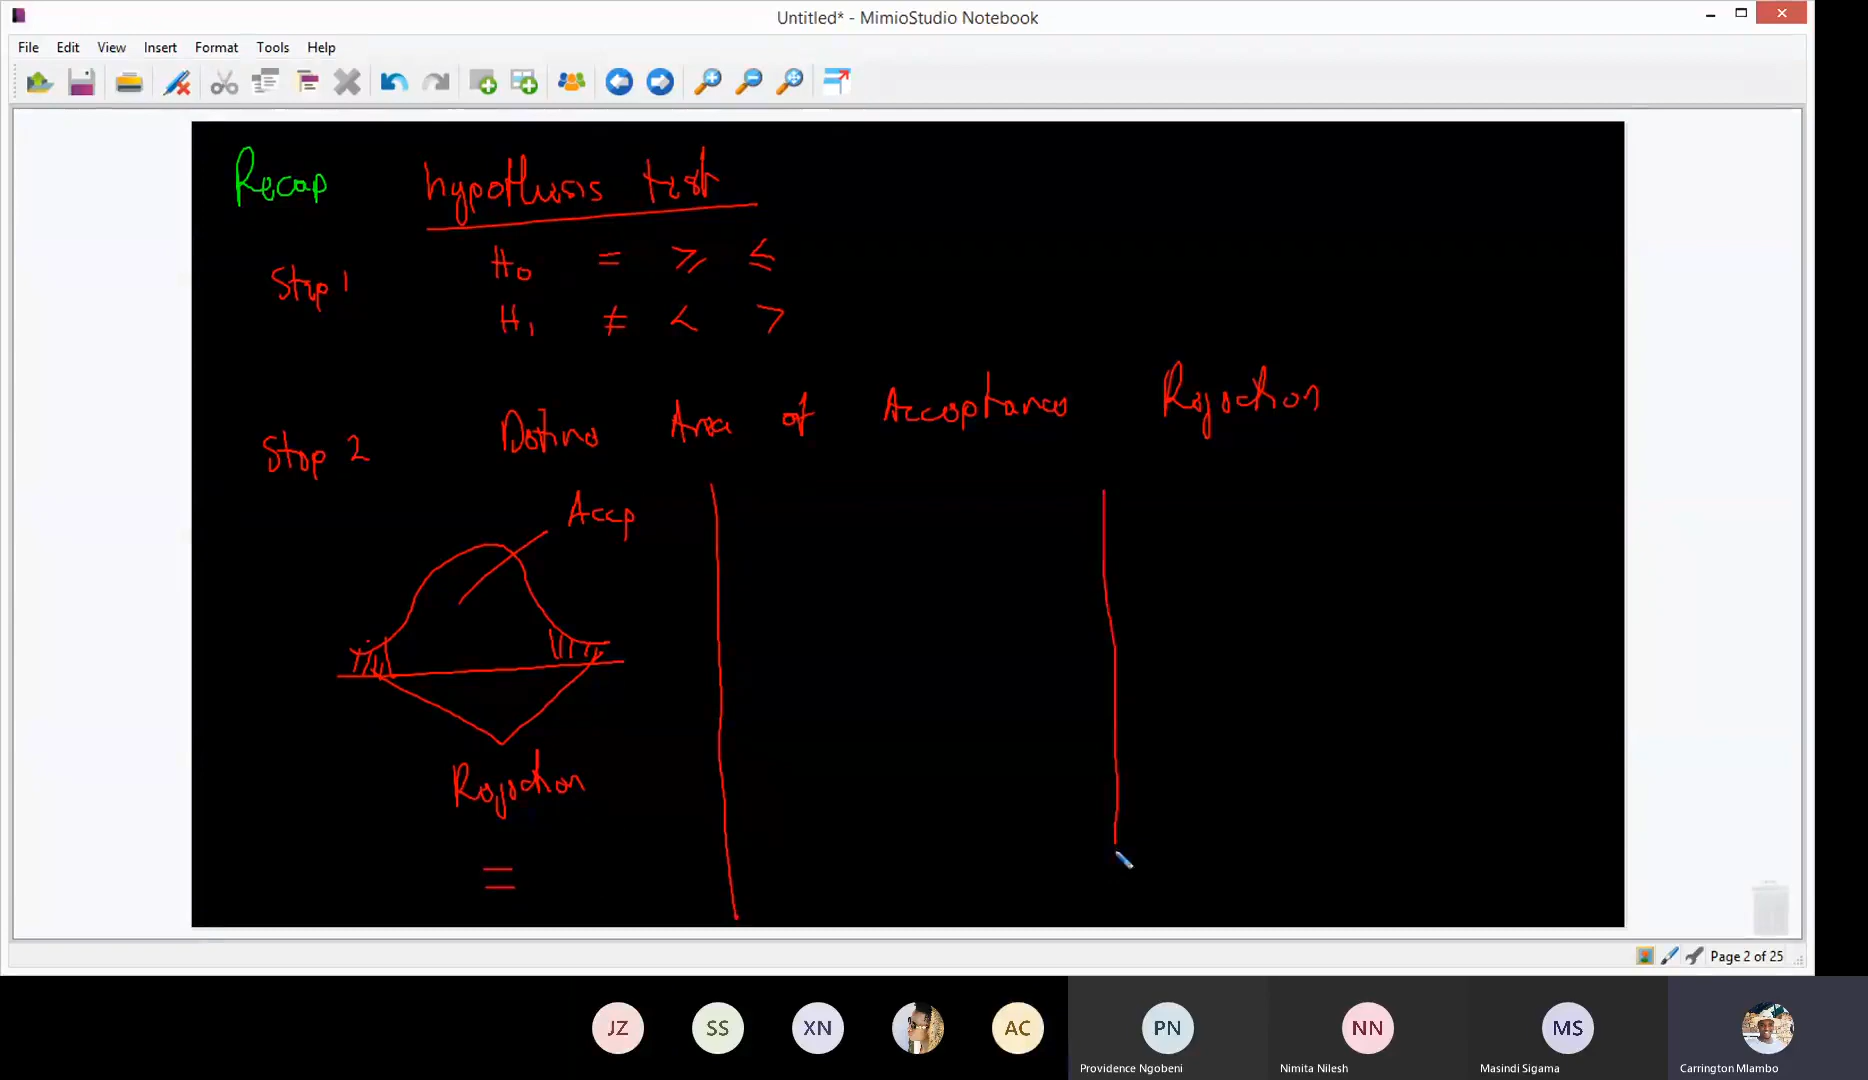 Untitled* - MimioStudio Notebook
File Edit View Insert Format Tools Help
Recap hypothesis test
Step 1 H0 = ≥ ≤
H1 ≠ < >
Step 2 Define Area of Acceptance Rejection
Accp
Rejection
=
Page 2 of 25
JZ SS XN AC PN NN MS
Providence Ngobeni Nimita Nilesh Masindi Sigama Carrington Mlambo